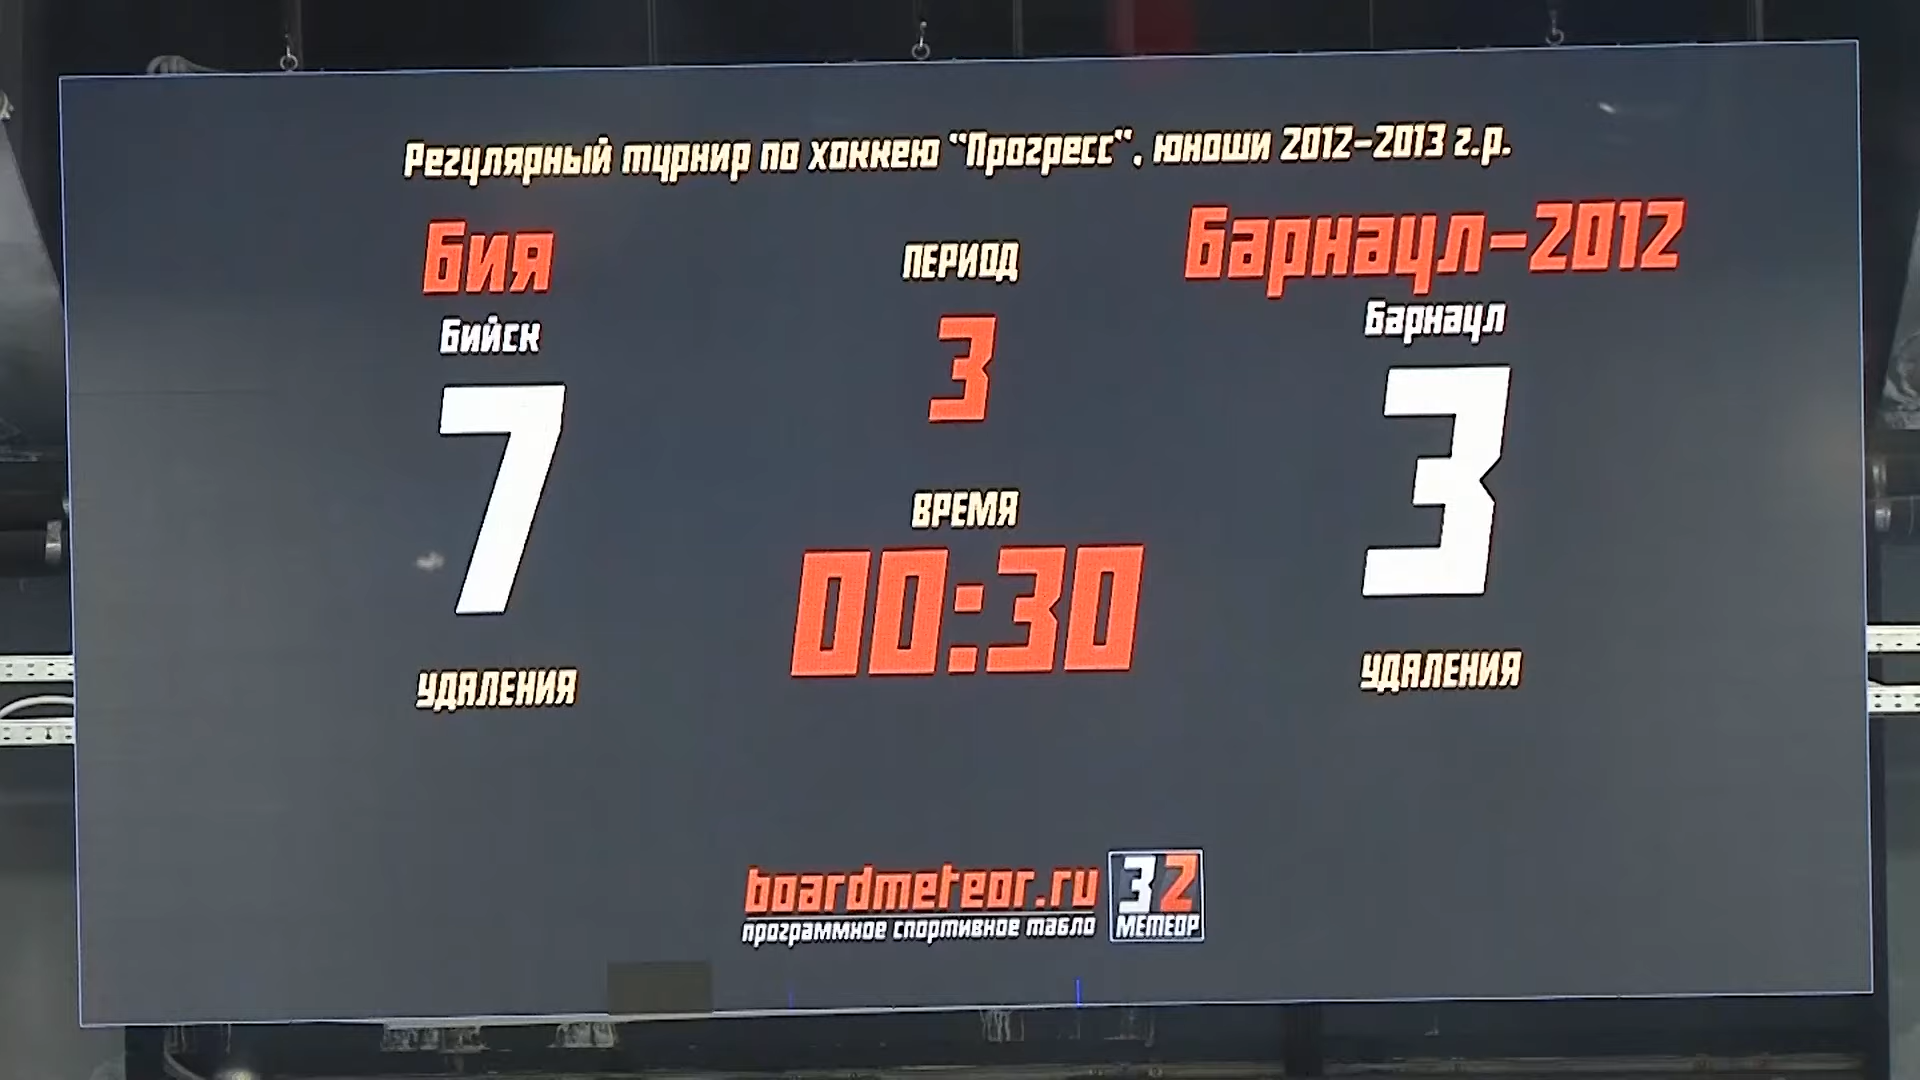 Регулярный турнир по хоккею "Прогресс", юноши 2012-2013 г.р.
Бия
Бийск
7
УДАЛЕНИЯ
ПЕРИОД
3
ВРЕМЯ
00:30
Барнаул-2012
Барнаул
3
УДАЛЕНИЯ
boardmeteor.ru
программное спортивное табло
32
МЕТЕОР